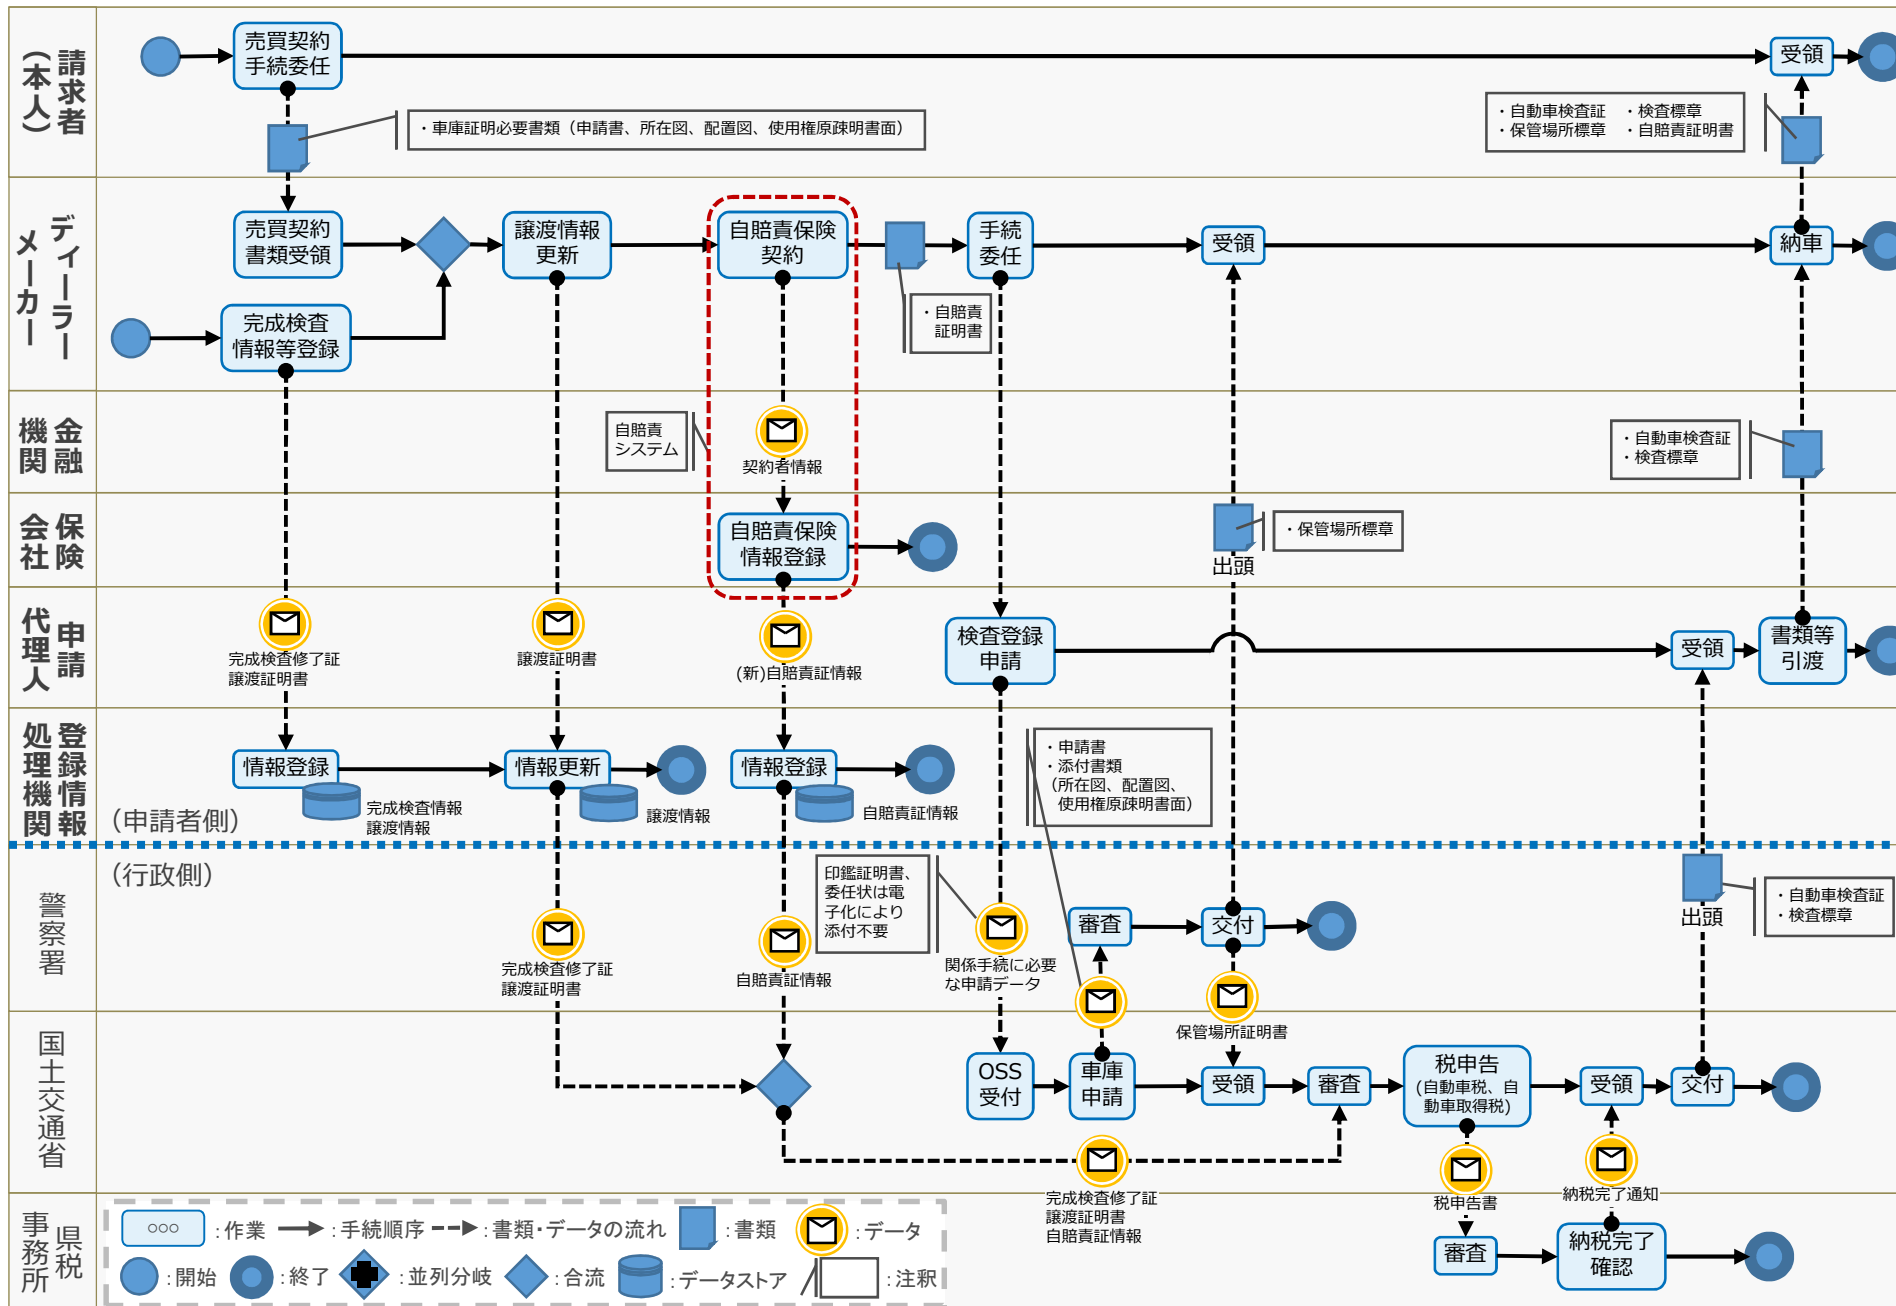 請求者
（本人）
売買契約
手続委任
受領
・車庫証明必要書類（申請書、所在図、配置図、使用権原疎明書面）
・自動車検査証　・検査標章
・保管場所標章　・自賠責証明書
ディーラー
メーカー
売買契約
書類受領
譲渡情報
更新
自賠責保険
契約
手続
委任
受領
納車
・自賠責
証明書
完成検査
情報等登録
金融
機関
自賠責
システム
契約者情報
・自動車検査証
・検査標章
保険
会社
自賠責保険
情報登録
・保管場所標章
出頭
申請
代理人
完成検査修了証
譲渡証明書
譲渡証明書
(新)自賠責証情報
検査登録
申請
受領
書類等
引渡
登録情報
処理機関
情報登録
完成検査情報
譲渡情報
情報更新
譲渡情報
情報登録
自賠責証情報
・申請書
・添付書類
（所在図、配置図、
使用権原疎明書面）
（申請者側）
（行政側）
警察署
完成検査修了証
譲渡証明書
自賠責証情報
印鑑証明書、
委任状は電
子化により
添付不要
関係手続に必要
な申請データ
審査
交付
出頭
・自動車検査証
・検査標章
保管場所証明書
国土交通省
OSS
受付
車庫
申請
受領
審査
税申告
(自動車税、自
動車取得税)
受領
交付
完成検査修了証
譲渡証明書
自賠責証情報
税申告書
納税完了通知
県税
事務所
審査
納税完了
確認
○○○
：作業
：手続順序
：書類・データの流れ
：書類
：データ
：開始
：終了
：並列分岐
：合流
：データストア
：注釈